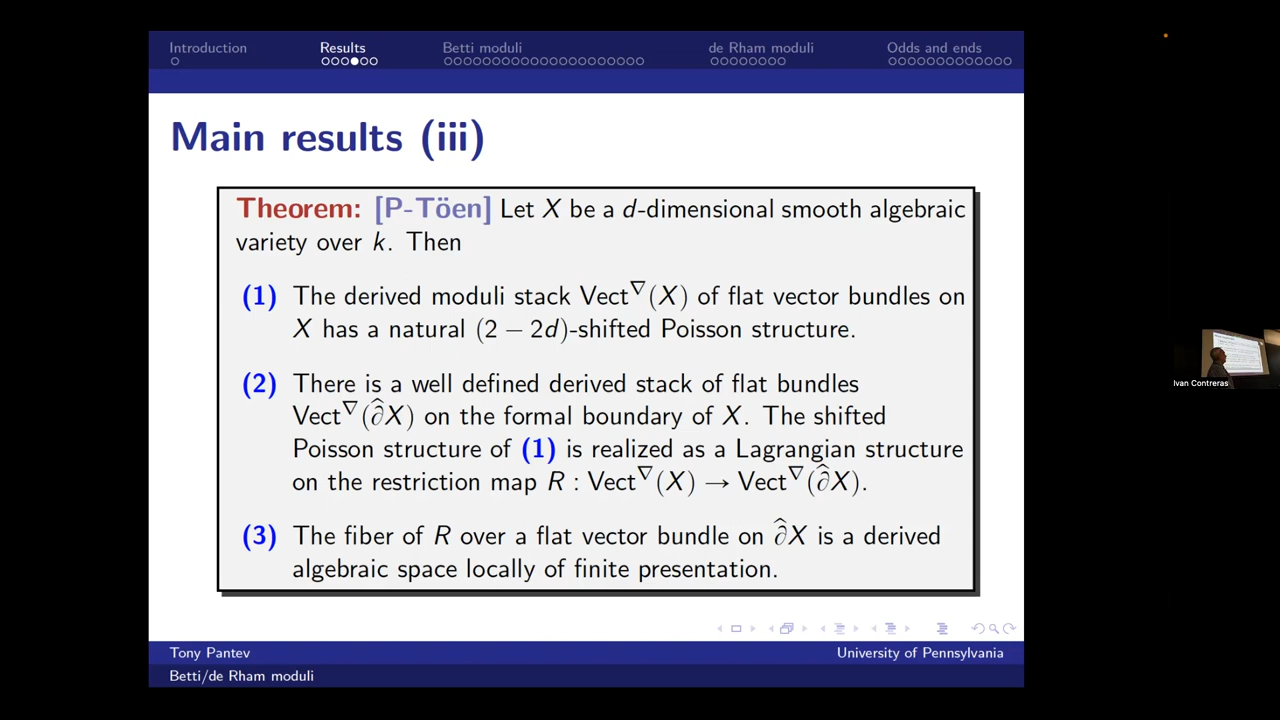 Introduction Results Betti moduli de Rham moduli Odds and ends
Main results (iii)
Theorem: [P-Töen] Let X be a d-dimensional smooth algebraic
variety over k. Then
(1) The derived moduli stack Vect^∇(X) of flat vector bundles on
X has a natural (2 − 2d)-shifted Poisson structure.
(2) There is a well defined derived stack of flat bundles
Vect^∇(∂̂X) on the formal boundary of X. The shifted
Poisson structure of (1) is realized as a Lagrangian structure
on the restriction map R : Vect^∇(X) → Vect^∇(∂̂X).
(3) The fiber of R over a flat vector bundle on ∂̂X is a derived
algebraic space locally of finite presentation.
Tony Pantev University of Pennsylvania
Betti/de Rham moduli
Ivan Contreras